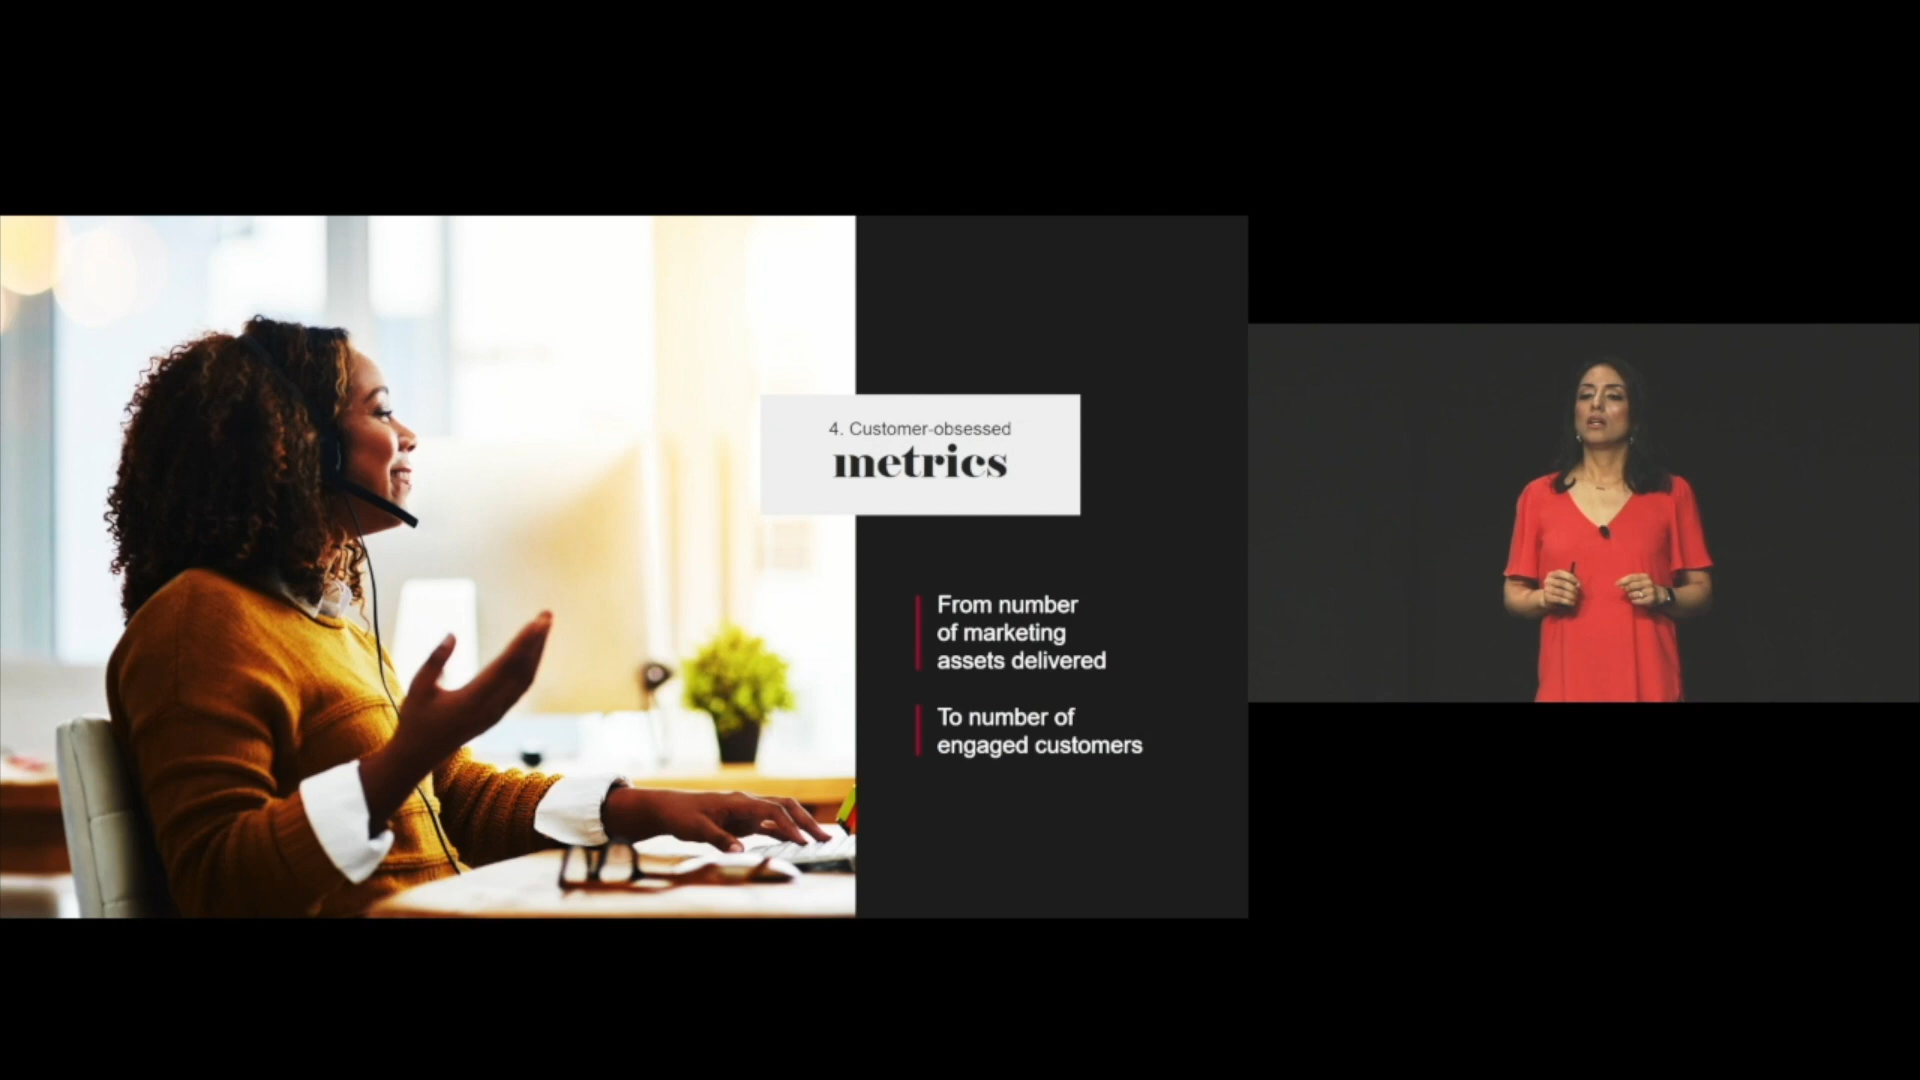 4. Customer-obsessed
metrics
From number
of marketing
assets delivered
To number of
engaged customers